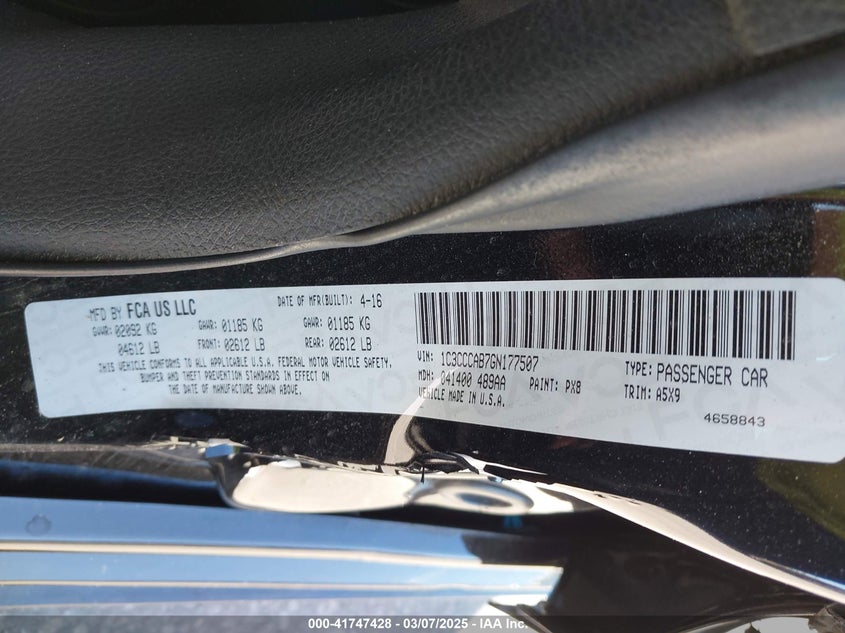 MFD BY FCA US LLC DATE OF MFR(BUILT): 4-16
GVWR: 02092 KG GAWR: 01185 KG GAWR: 01185 KG
04612 LB FRONT: 02612 LB REAR: 02612 LB
THIS VEHICLE CONFORMS TO ALL APPLICABLE U.S.A. FEDERAL MOTOR VEHICLE SAFETY,
BUMPER AND THEFT PREVENTION STANDARDS IN EFFECT ON
THE DATE OF MANUFACTURE SHOWN ABOVE.
VIN: 1C3CCCAB7GN177507 TYPE: PASSENGER CAR
MDH: 041400 489AA PAINT: PX8 TRIM: A5X9
VEHICLE MADE IN U.S.A.
4658843
000-41747428 — 03/07/2025 — IAA Inc.